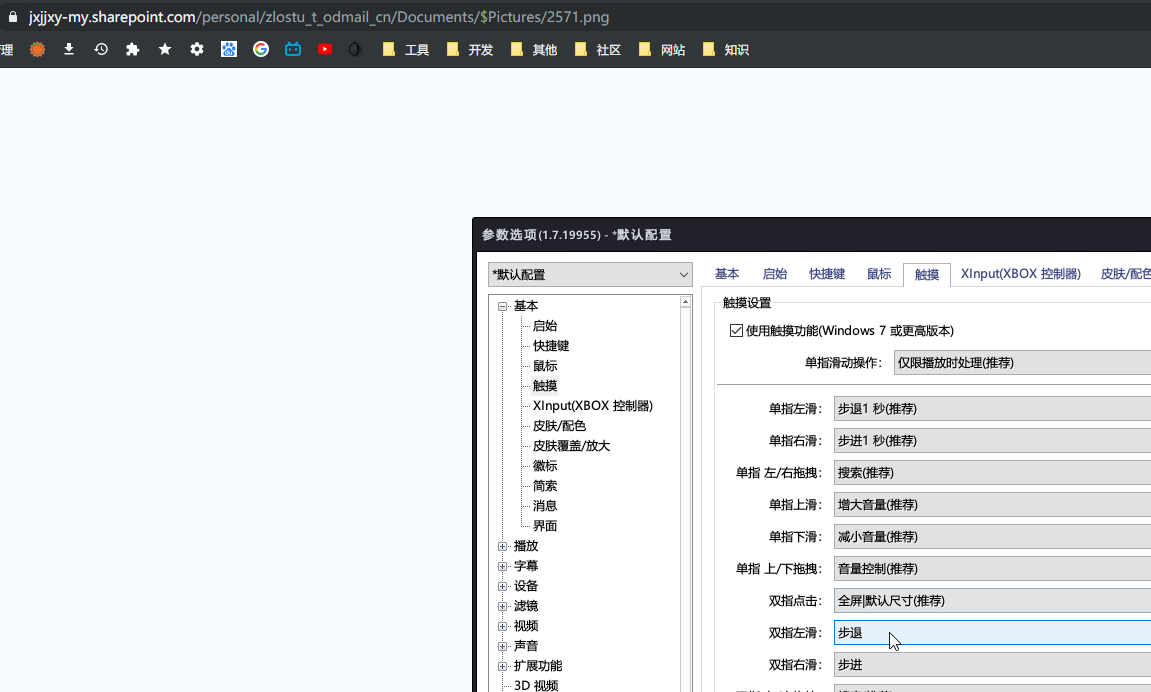 jxjjxy-my.sharepoint.com/personal/zlostu_t_odmail_cn/Documents/$Pictures/2571.png
理 工具 开发 其他 社区 网站 知识
参数选项(1.7.19955) - *默认配置
*默认配置
基本 启始 快捷键 鼠标 触摸 XInput(XBOX 控制器) 皮肤/配色
基本
启始
快捷键
鼠标
触摸
XInput(XBOX 控制器)
皮肤/配色
皮肤覆盖/放大
徽标
简索
消息
界面
播放
字幕
设备
滤镜
视频
声音
扩展功能
3D 视频
触摸设置
使用触摸功能(Windows 7 或更高版本)
单指滑动操作: 仅限播放时处理(推荐)
单指左滑: 步退1 秒(推荐)
单指右滑: 步进1 秒(推荐)
单指 左/右拖拽: 搜索(推荐)
单指上滑: 增大音量(推荐)
单指下滑: 减小音量(推荐)
单指 上/下拖拽: 音量控制(推荐)
双指点击: 全屏|默认尺寸(推荐)
双指左滑: 步退
双指右滑: 步进